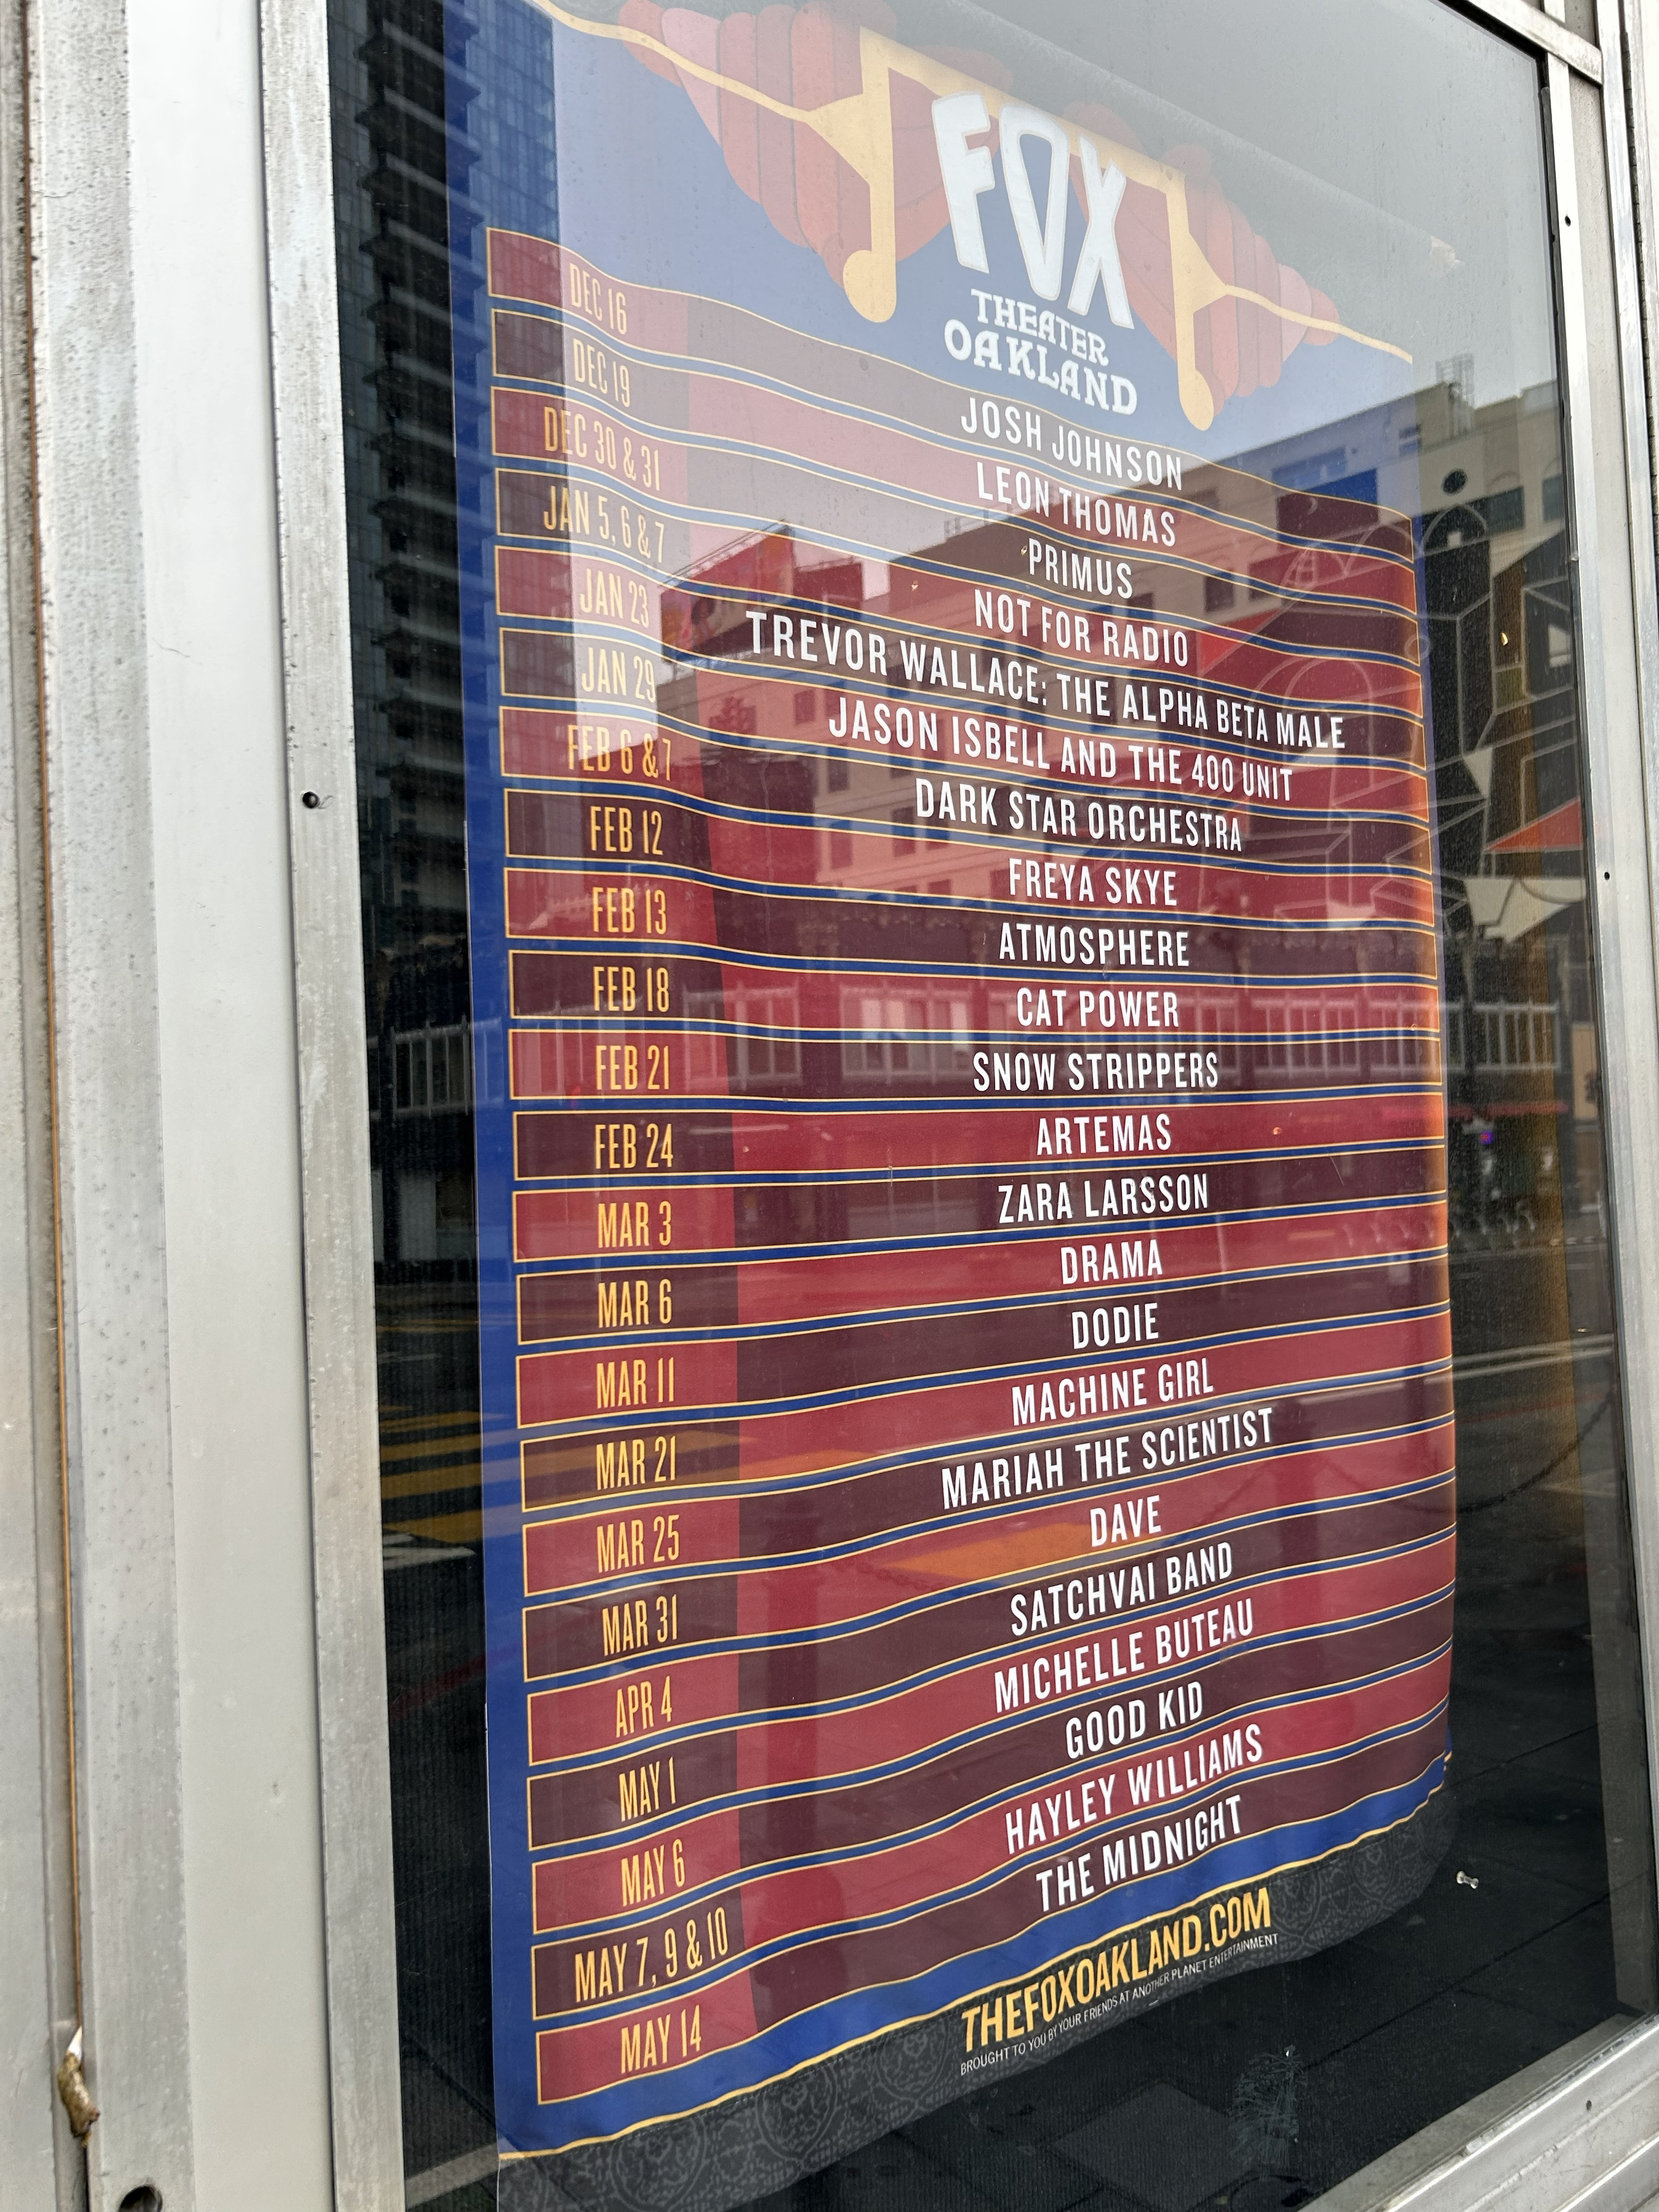 FOX
THEATER
OAKLAND
DEC 16 JOSH JOHNSON
DEC 19 LEON THOMAS
DEC 30 & 31 PRIMUS
JAN 5, 6 & 7 NOT FOR RADIO
JAN 23 TREVOR WALLACE: THE ALPHA BETA MALE
JAN 29 JASON ISBELL AND THE 400 UNIT
FEB 6 & 7 DARK STAR ORCHESTRA
FEB 12 FREYA SKYE
FEB 13 ATMOSPHERE
FEB 18 CAT POWER
FEB 21 SNOW STRIPPERS
FEB 24 ARTEMAS
MAR 3 ZARA LARSSON
MAR 6 DRAMA
MAR 11 DODIE
MAR 21 MACHINE GIRL
MAR 25 MARIAH THE SCIENTIST
MAR 31 DAVE
APR 4 SATCHVAI BAND
MAY 1 MICHELLE BUTEAU
MAY 6 GOOD KID
MAY 7, 9 & 10 HAYLEY WILLIAMS
MAY 14 THE MIDNIGHT
THEFOXOAKLAND.COM
BROUGHT TO YOU BY YOUR FRIENDS AT ANOTHER PLANET ENTERTAINMENT